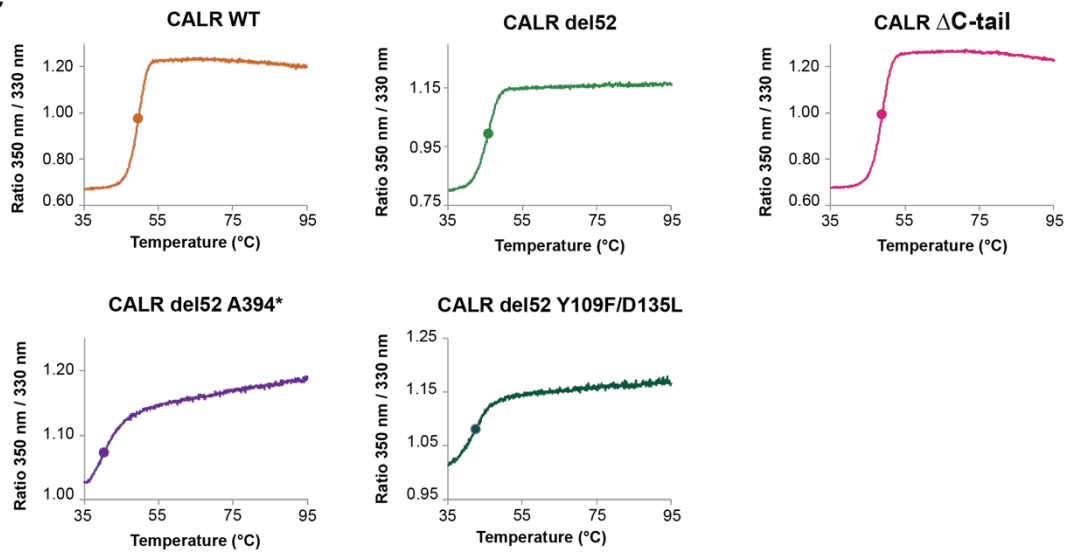 CALR WT
Ratio 350 nm / 330 nm
1.20
1.00
0.80
0.60
35 55 75 95
Temperature (°C)
CALR del52
Ratio 350 nm / 330 nm
1.15
0.95
0.75
35 55 75 95
Temperature (°C)
CALR ΔC-tail
Ratio 350 nm / 330 nm
1.20
1.00
0.80
0.60
35 55 75 95
Temperature (°C)
CALR del52 A394*
Ratio 350 nm / 330 nm
1.20
1.10
1.00
35 55 75 95
Temperature (°C)
CALR del52 Y109F/D135L
Ratio 350 nm / 330 nm
1.25
1.15
1.05
0.95
35 55 75 95
Temperature (°C)